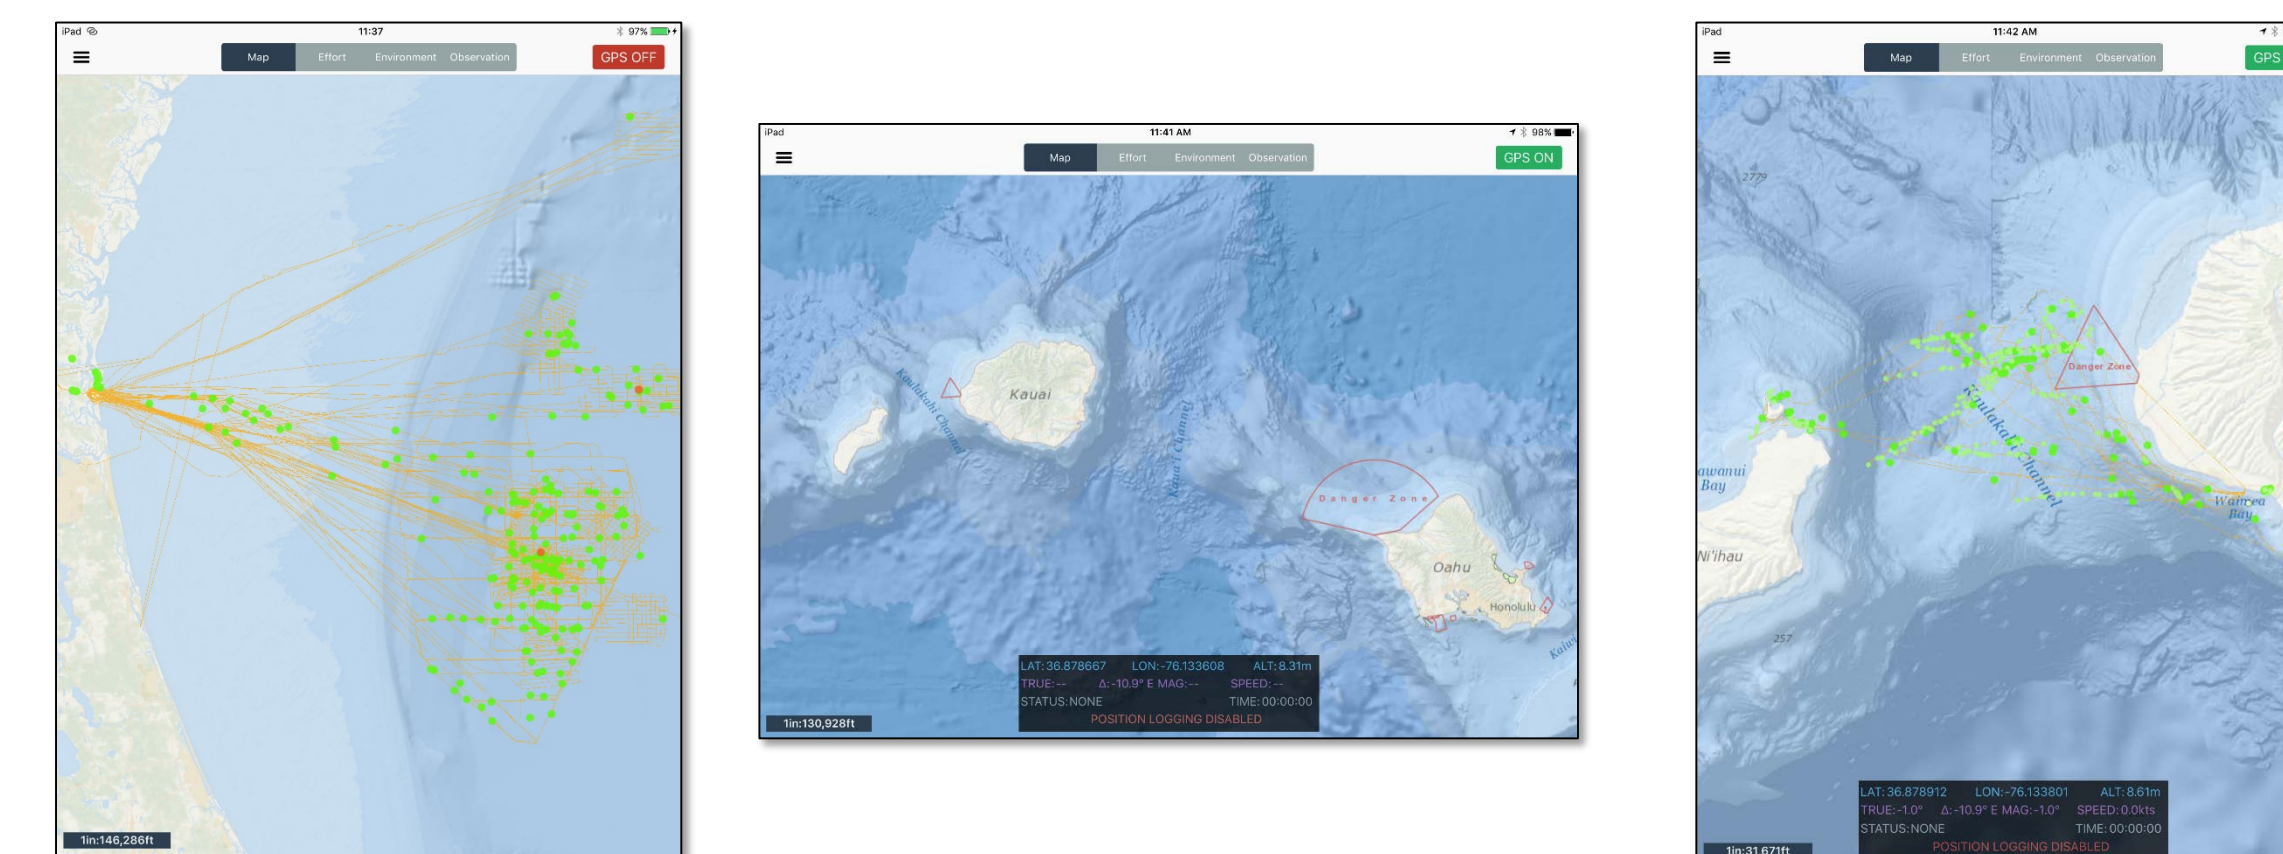 iPad 11:37 97%
Map Effort Environment Observation GPS OFF
1in:146,286ft
iPad 11:41 AM 98%
Map Effort Environment Observation GPS ON
Kaulakahi Channel
Kauai
Kaua'i Channel
Danger Zone
Oahu
Honolulu
Kaiwi
LAT:36.878667 LON:-76.133608 ALT:8.31m
TRUE:-- Δ:-10.9° E MAG:-- SPEED:--
STATUS:NONE TIME:00:00:00
POSITION LOGGING DISABLED
1in:130,928ft
iPad 11:42 AM
Map Effort Environment Observation GPS
2779
Danger Zone
Kaulakahi Channel
awanui
Bay
Waimea
Bay
Ni'ihau
257
LAT:36.878912 LON:-76.133801 ALT:8.61m
TRUE:-1.0° Δ:-10.9° E MAG:-1.0° SPEED:0.0kts
STATUS:NONE TIME:00:00:00
POSITION LOGGING DISABLED
1in:31,671ft